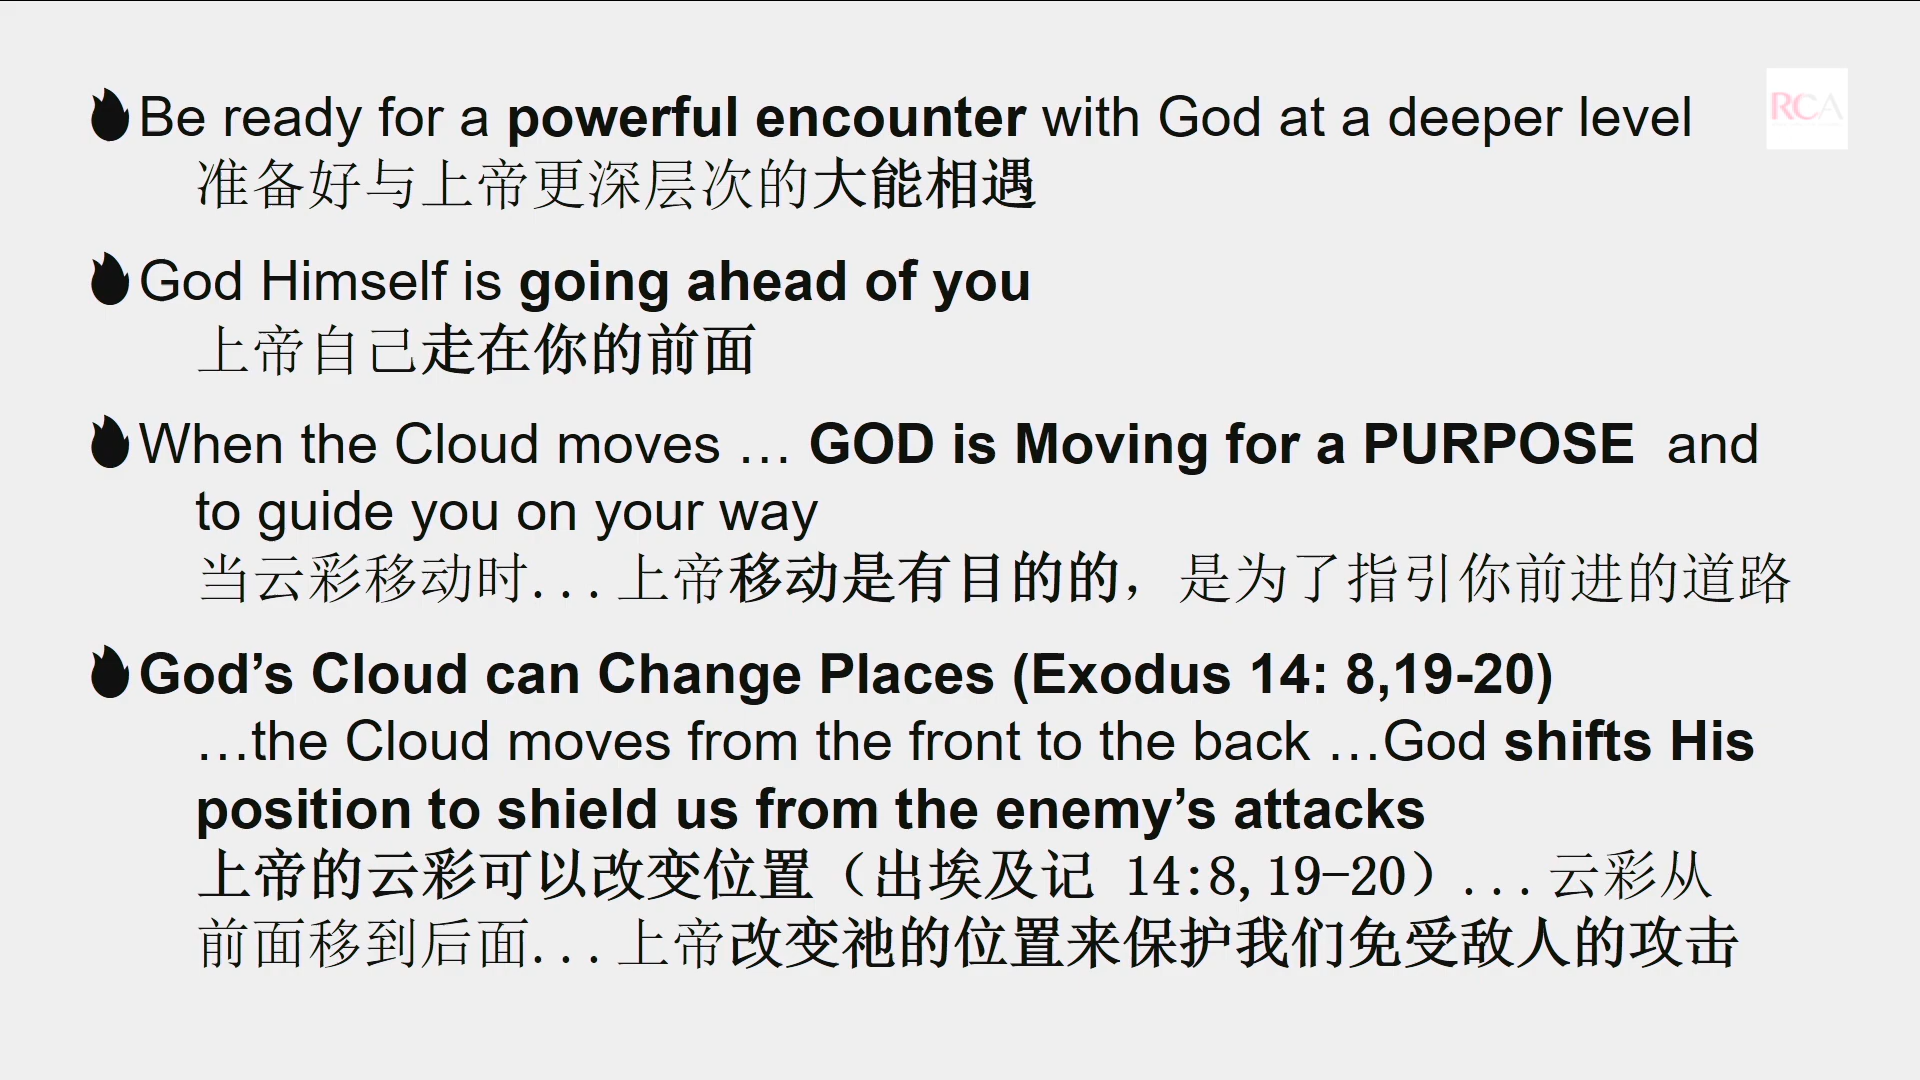 Be ready for a powerful encounter with God at a deeper level
RCA
准备好与上帝更深层次的大能相遇
God Himself is going ahead of you
上帝自己走在你的前面
When the Cloud moves … GOD is Moving for a PURPOSE  and
to guide you on your way
当云彩移动时...上帝移动是有目的的，是为了指引你前进的道路
God’s Cloud can Change Places (Exodus 14: 8,19-20)
…the Cloud moves from the front to the back …God shifts His
position to shield us from the enemy’s attacks
上帝的云彩可以改变位置（出埃及记 14:8,19-20）...云彩从
前面移到后面...上帝改变祂的位置来保护我们免受敌人的攻击